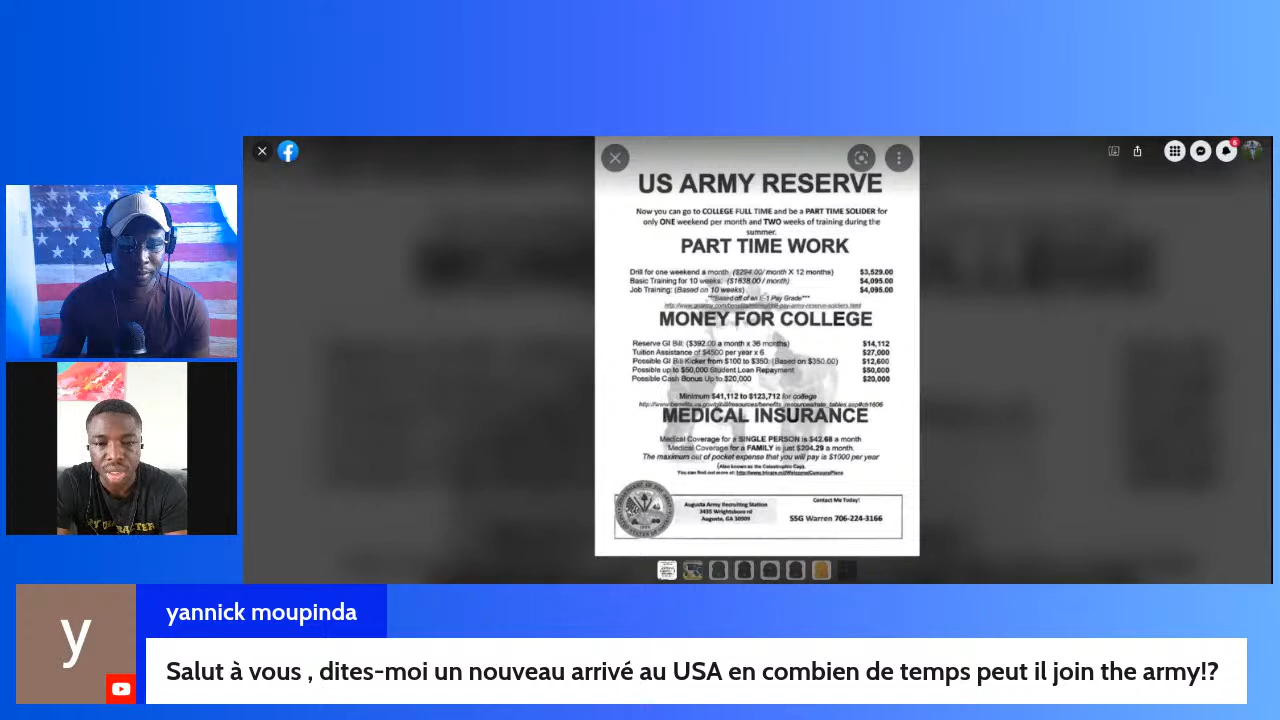 US ARMY RESERVE
Now you can go to COLLEGE FULL TIME and be a PART TIME SOLIDER for
only ONE weekend per month and TWO weeks of training during the
summer.
PART TIME WORK
Drill for one weekend a month ($294.00/month X 12 months) $3,529.00
Basic Training for 10 weeks: ($1638.00 /month) $4,095.00
Job Training: (Based on 10 weeks) $4,095.00
**Based off of an E-1 Pay Grade***
MONEY FOR COLLEGE
Reserve GI Bill: ($392.00 a month x 36 months) $14,112
Tuition Assistance of $4500 per year x 6 $27,000
Possible GI Bill Kicker from $100 to $350: (Based on $350.00) $12,600
Possible up to $50,000 Student Loan Repayment $50,000
Possible Cash Bonus Up to $20,000 $20,000
Minimum $41,112 to $123,712 for college
MEDICAL INSURANCE
Medical Coverage for a SINGLE PERSON is $42.68 a month
Medical Coverage for a FAMILY is just $204.29 a month.
The maximum out of pocket expense that you will pay is $1000 per year
(Also known as the Catastrophic Cap).
You can find out more at:
Augusta Army Recruiting Station
3435 Wrightsboro rd
Augusta, GA 30909
Contact Me Today!
SSG Warren 706-224-3166
6
y
yannick moupinda
Salut à vous , dites-moi un nouveau arrivé au USA en combien de temps peut il join the army!?